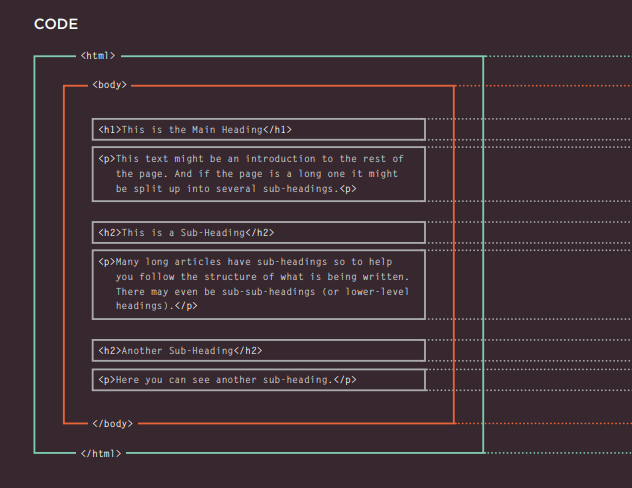 CODE
<html>
<body>
<h1>This is the Main Heading</h1>
<p>This text might be an introduction to the rest of
the page. And if the page is a long one it might
be split up into several sub-headings.<p>
<h2>This is a Sub-Heading</h2>
<p>Many long articles have sub-headings so to help
you follow the structure of what is being written.
There may even be sub-sub-headings (or lower-level
headings).</p>
<h2>Another Sub-Heading</h2>
<p>Here you can see another sub-heading.</p>
</body>
</html>